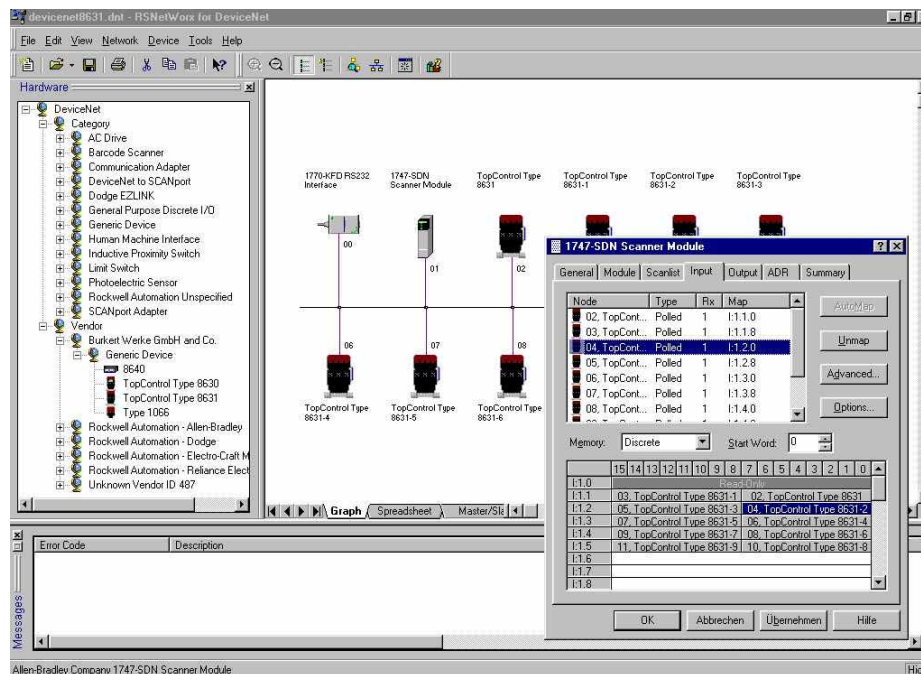 devicenet8631.dnt - RSNetWorx for DeviceNet
File Edit View Network Device Tools Help
Hardware
DeviceNet
Category
AC Drive
Barcode Scanner
Communication Adapter
DeviceNet to SCANport
Dodge EZLINK
General Purpose Discrete I/O
Generic Device
Human Machine Interface
Inductive Proximity Switch
Limit Switch
Photoelectric Sensor
Rockwell Automation Unspecified
SCANport Adapter
Vendor
Burkert Werke GmbH and Co.
Generic Device
8640
TopControl Type 8630
TopControl Type 8631
Type 1066
Rockwell Automation - Allen-Bradley
Rockwell Automation - Dodge
Rockwell Automation - Electro-Craft M
Rockwell Automation - Reliance Elect
Unknown Vendor ID 487
1770-KFD RS232 Interface
1747-SDN Scanner Module
TopControl Type 8631
TopControl Type 8631-1
TopControl Type 8631-2
TopControl Type 8631-3
00
01
02
06
07
08
TopControl Type 8631-4
TopControl Type 8631-5
TopControl Type 8631-6
Graph Spreadsheet Master/Sla
1747-SDN Scanner Module
General Module Scanlist Input Output ADR Summary
Node Type Rx Map
02, TopCont... Polled 1 I:1.1.0
03, TopCont... Polled 1 I:1.1.8
04, TopCont... Polled 1 I:1.2.0
05, TopCont... Polled 1 I:1.2.8
06, TopCont... Polled 1 I:1.3.0
07, TopCont... Polled 1 I:1.3.8
08, TopCont... Polled 1 I:1.4.0
AutoMap
Unmap
Advanced...
Options...
Memory: Discrete Start Word: 0
15 14 13 12 11 10 9 8 7 6 5 4 3 2 1 0
I:1.0 Read-Only
I:1.1 03, TopControl Type 8631-1 02, TopControl Type 8631
I:1.2 05, TopControl Type 8631-3 04, TopControl Type 8631-2
I:1.3 07, TopControl Type 8631-5 06, TopControl Type 8631-4
I:1.4 09, TopControl Type 8631-7 08, TopControl Type 8631-6
I:1.5 11, TopControl Type 8631-9 10, TopControl Type 8631-8
I:1.6
I:1.7
I:1.8
OK Abbrechen Übernehmen Hilfe
Error Code Description
Messages
Allen-Bradley Company 1747-SDN Scanner Module